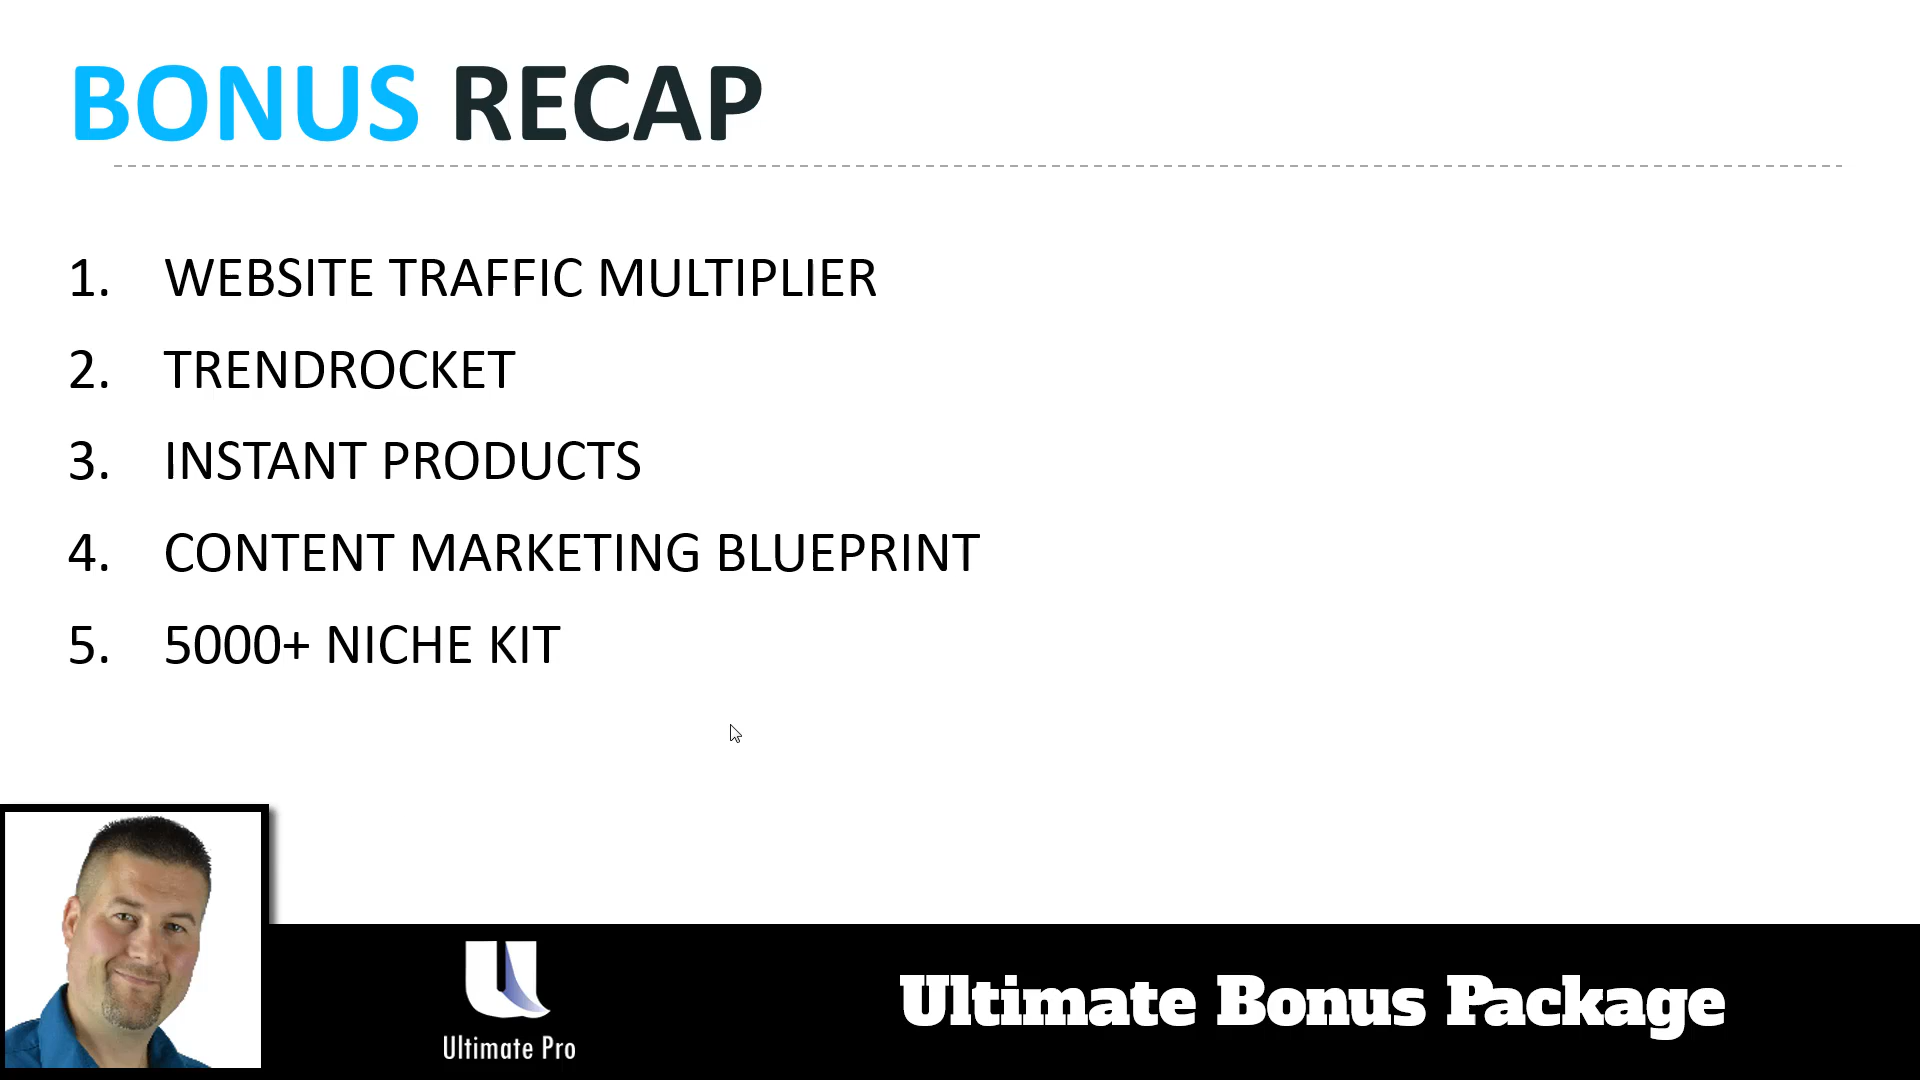 BONUS RECAP
1. WEBSITE TRAFFIC MULTIPLIER
2. TRENDROCKET
3. INSTANT PRODUCTS
4. CONTENT MARKETING BLUEPRINT
5. 5000+ NICHE KIT
U
Ultimate Pro
Ultimate Bonus Package